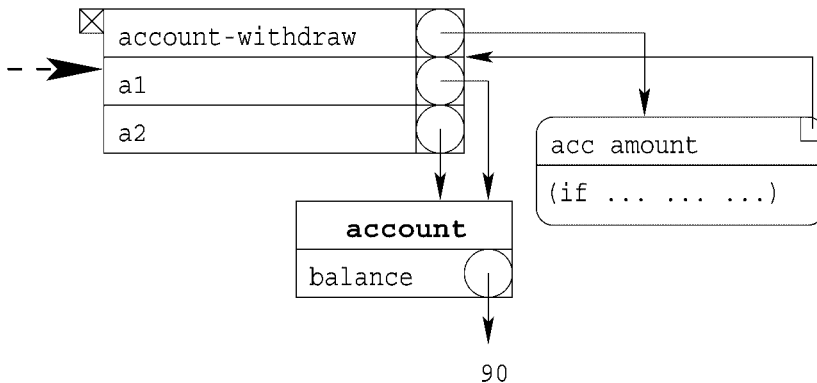 account-withdraw
a1
a2
acc amount
(if ... ... ...)
account
balance
90